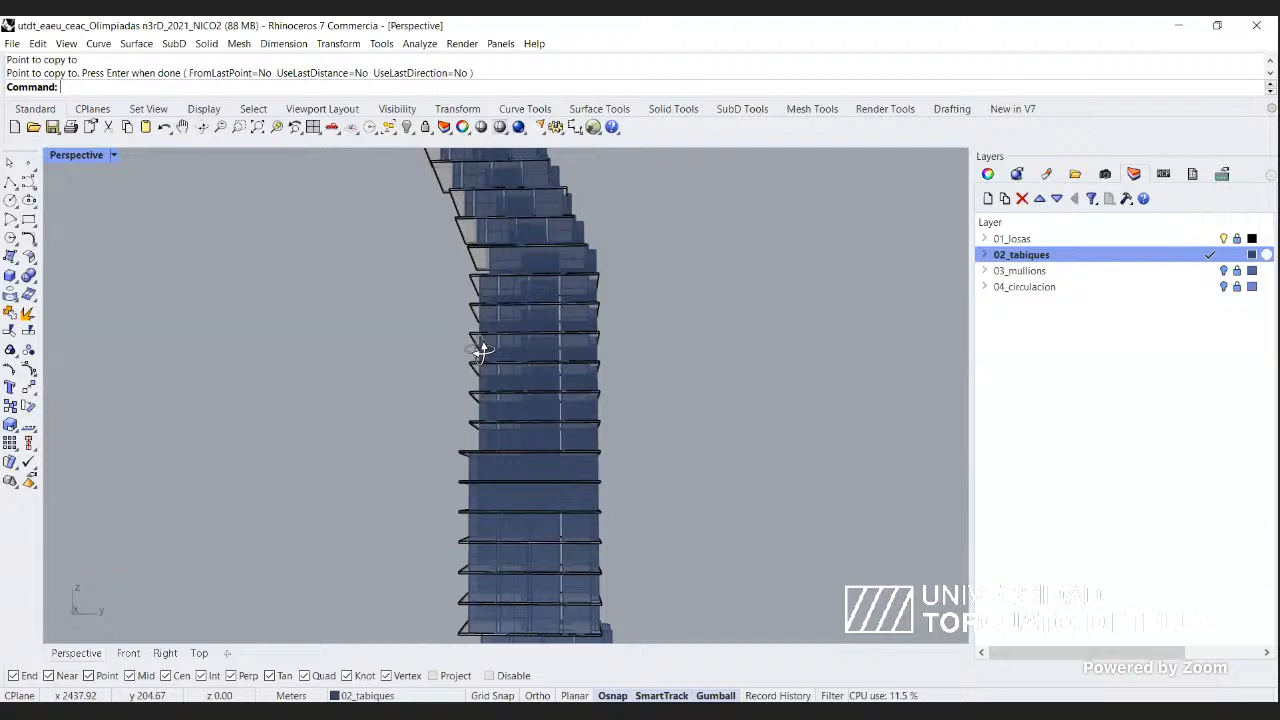 utdt_eaeu_ceac_Olimpiadas n3rD_2021_NICO2 (88 MB) - Rhinoceros 7 Commercia - [Perspective]
File Edit View Curve Surface SubD Solid Mesh Dimension Transform Tools Analyze Render Panels Help
Point to copy to
Point to copy to. Press Enter when done ( FromLastPoint=No UseLastDistance=No UseLastDirection=No )
Command:
Standard CPlanes Set View Display Select Viewport Layout Visibility Transform Curve Tools Surface Tools Solid Tools SubD Tools Mesh Tools Render Tools Drafting New in V7
Perspective
Layers
Layer
01_losas
02_tabiques
03_mullions
04_circulacion
z
x y
UNIVERSIDAD
TORCUATO DI TELLA
Powered by Zoom
Perspective Front Right Top
End Near Point Mid Cen Int Perp Tan Quad Knot Vertex Project Disable
CPlane x 2437.92 y 204.67 z 0.00 Meters 02_tabiques Grid Snap Ortho Planar Osnap SmartTrack Gumball Record History Filter CPU use: 11.5 %